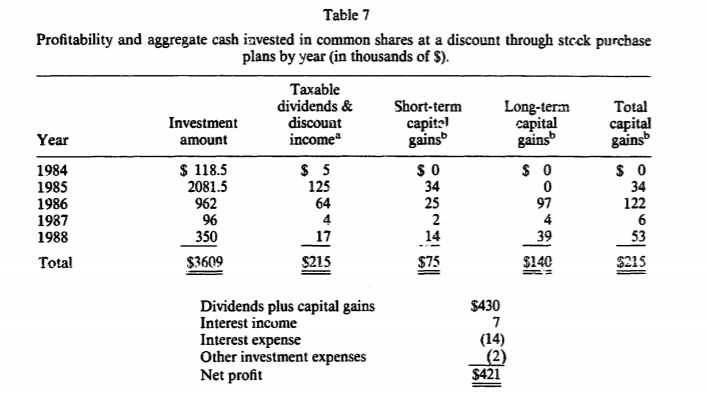 Table 7
Profitability and aggregate cash invested in common shares at a discount through stock purchase
plans by year (in thousands of $).
Year Investment amount Taxable dividends & discount incomeᵃ Short-term capital gainsᵇ Long-term capital gainsᵇ Total capital gainsᵇ
1984 $ 118.5 $ 5 $ 0 $ 0 $ 0
1985 2081.5 125 34 0 34
1986 962 64 25 97 122
1987 96 4 2 4 6
1988 350 17 14 39 53
Total $3609 $215 $75 $140 $215
Dividends plus capital gains $430
Interest income 7
Interest expense (14)
Other investment expenses (2)
Net profit $421